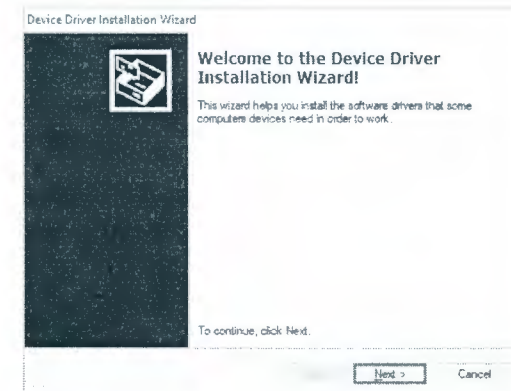 Device Driver Installation Wizard
Welcome to the Device Driver
Installation Wizard!
This wizard helps you install the software drivers that some
computers devices need in order to work.
To continue, click Next.
Next >
Cancel